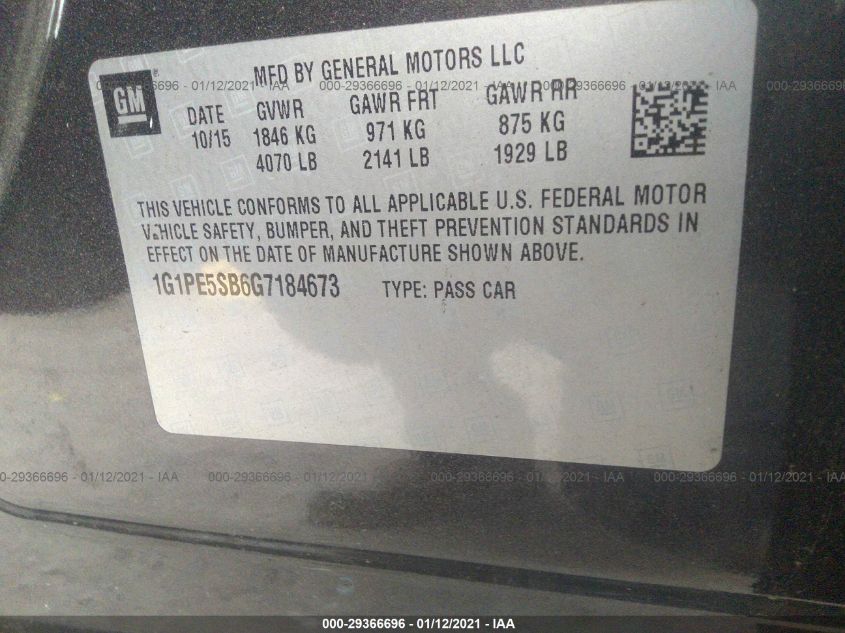 MFD BY GENERAL MOTORS LLC
GM
DATE GVWR GAWR FRT GAWR RR
10/15 1846 KG 971 KG 875 KG
4070 LB 2141 LB 1929 LB
THIS VEHICLE CONFORMS TO ALL APPLICABLE U.S. FEDERAL MOTOR
VEHICLE SAFETY, BUMPER, AND THEFT PREVENTION STANDARDS IN
EFFECT ON THE DATE OF MANUFACTURE SHOWN ABOVE.
1G1PE5SB6G7184673 TYPE: PASS CAR
000-29366696 - 01/12/2021 - IAA